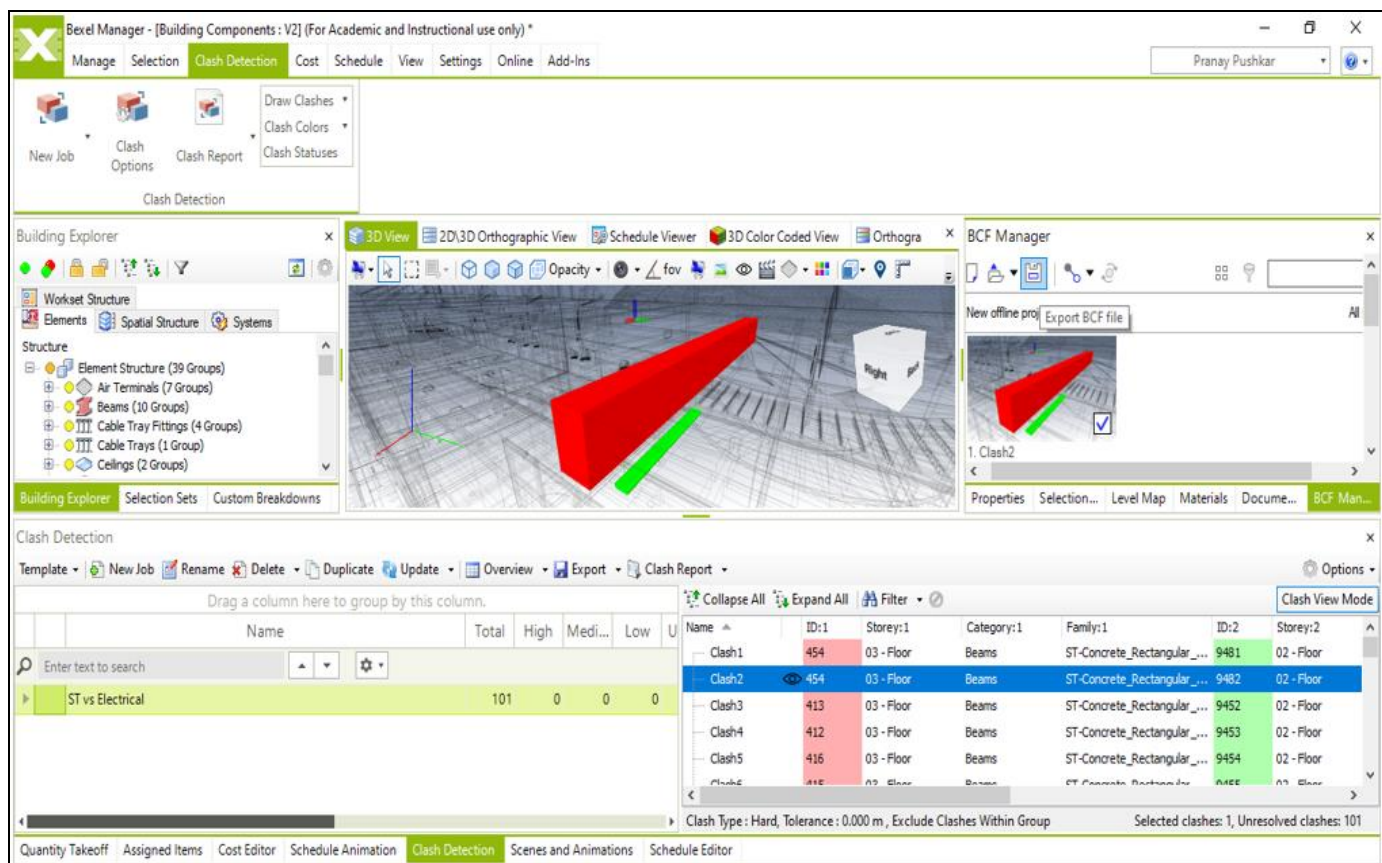 Bexel Manager - [Building Components : V2] (For Academic and Instructional use only) *
Manage Selection Clash Detection Cost Schedule View Settings Online Add-Ins
Pranay Pushkar
New Job
Clash Options
Clash Report
Draw Clashes
Clash Colors
Clash Statuses
Clash Detection
Building Explorer
Workset Structure
Elements Spatial Structure Systems
Structure
Element Structure (39 Groups)
Air Terminals (7 Groups)
Beams (10 Groups)
Cable Tray Fittings (4 Groups)
Cable Trays (1 Group)
Ceilings (2 Groups)
Building Explorer Selection Sets Custom Breakdowns
3D View 2D\3D Orthographic View Schedule Viewer 3D Color Coded View Orthogra
Opacity fov
Right
BCF Manager
New offline proj All
Export BCF file
1. Clash2
Properties Selection... Level Map Materials Docume... BCF Man...
Clash Detection
Template New Job Rename Delete Duplicate Update Overview Export Clash Report Options
Drag a column here to group by this column.
Name Total High Medi... Low U
Enter text to search
ST vs Electrical 101 0 0 0
Collapse All Expand All Filter Clash View Mode
Name ID:1 Storey:1 Category:1 Family:1 ID:2 Storey:2
Clash1 454 03 - Floor Beams ST-Concrete_Rectangular_... 9481 02 - Floor
Clash2 454 03 - Floor Beams ST-Concrete_Rectangular_... 9482 02 - Floor
Clash3 413 03 - Floor Beams ST-Concrete_Rectangular_... 9452 02 - Floor
Clash4 412 03 - Floor Beams ST-Concrete_Rectangular_... 9453 02 - Floor
Clash5 416 03 - Floor Beams ST-Concrete_Rectangular_... 9454 02 - Floor
Clash6 415 03 - Floor Beams ST-Concrete_Rectangular_... 9455 02 - Floor
Clash Type : Hard, Tolerance : 0.000 m , Exclude Clashes Within Group Selected clashes: 1, Unresolved clashes: 101
Quantity Takeoff Assigned Items Cost Editor Schedule Animation Clash Detection Scenes and Animations Schedule Editor